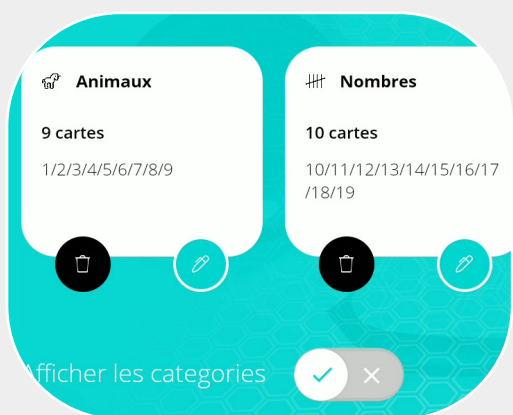 Animaux
9 cartes
1/2/3/4/5/6/7/8/9
Nombres
10 cartes
10/11/12/13/14/15/16/17
/18/19
Afficher les categories